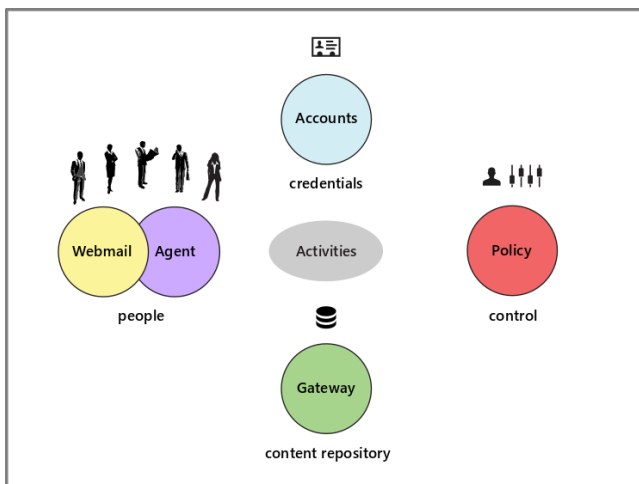 Accounts
credentials
Webmail
Agent
Activities
Policy
people
control
Gateway
content repository